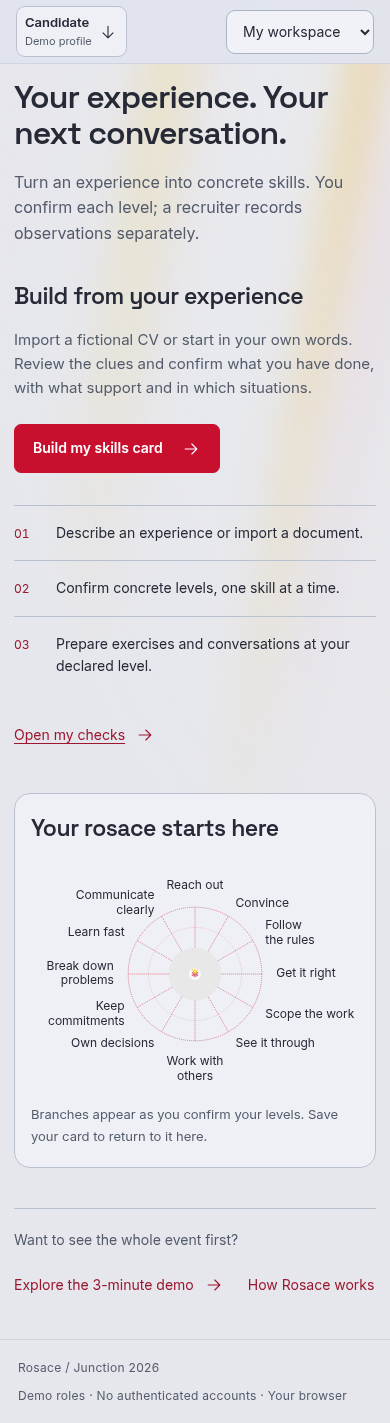 Candidate
Demo profile
My workspace
Your experience. Your
next conversation.
Turn an experience into concrete skills. You
confirm each level; a recruiter records
observations separately.
Build from your experience
Import a fictional CV or start in your own words.
Review the clues and confirm what you have done,
with what support and in which situations.
Build my skills card
01 Describe an experience or import a document.
02 Confirm concrete levels, one skill at a time.
03 Prepare exercises and conversations at your
declared level.
Open my checks
Your rosace starts here
Reach out
Convince
Follow
the rules
Get it right
Scope the work
See it through
Work with
others
Own decisions
Keep
commitments
Break down
problems
Learn fast
Communicate
clearly
Branches appear as you confirm your levels. Save
your card to return to it here.
Want to see the whole event first?
Explore the 3-minute demo
How Rosace works
Rosace / Junction 2026
Demo roles · No authenticated accounts · Your browser